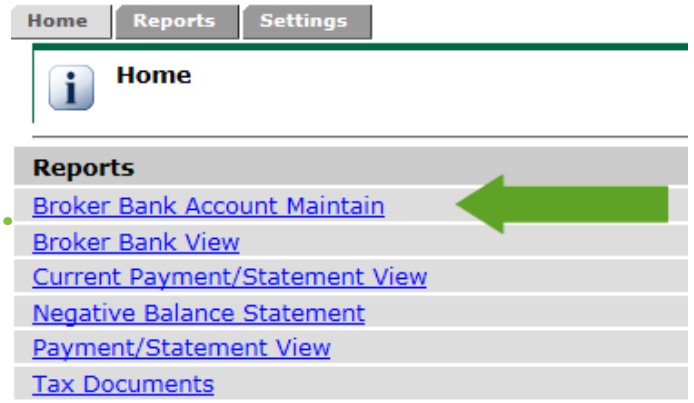 Home Reports Settings
Home
Reports
Broker Bank Account Maintain
Broker Bank View
Current Payment/Statement View
Negative Balance Statement
Payment/Statement View
Tax Documents